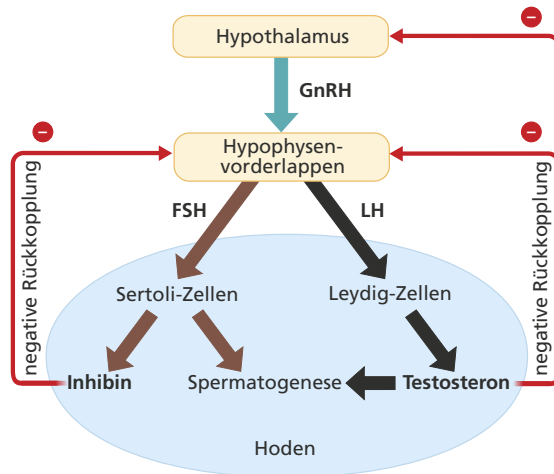 Hypothalamus
−
GnRH
−
−
Hypophysen-
vorderlappen
negative Rückkopplung
negative Rückkopplung
FSH
LH
Sertoli-Zellen
Leydig-Zellen
Inhibin
Spermatogenese
Testosteron
Hoden